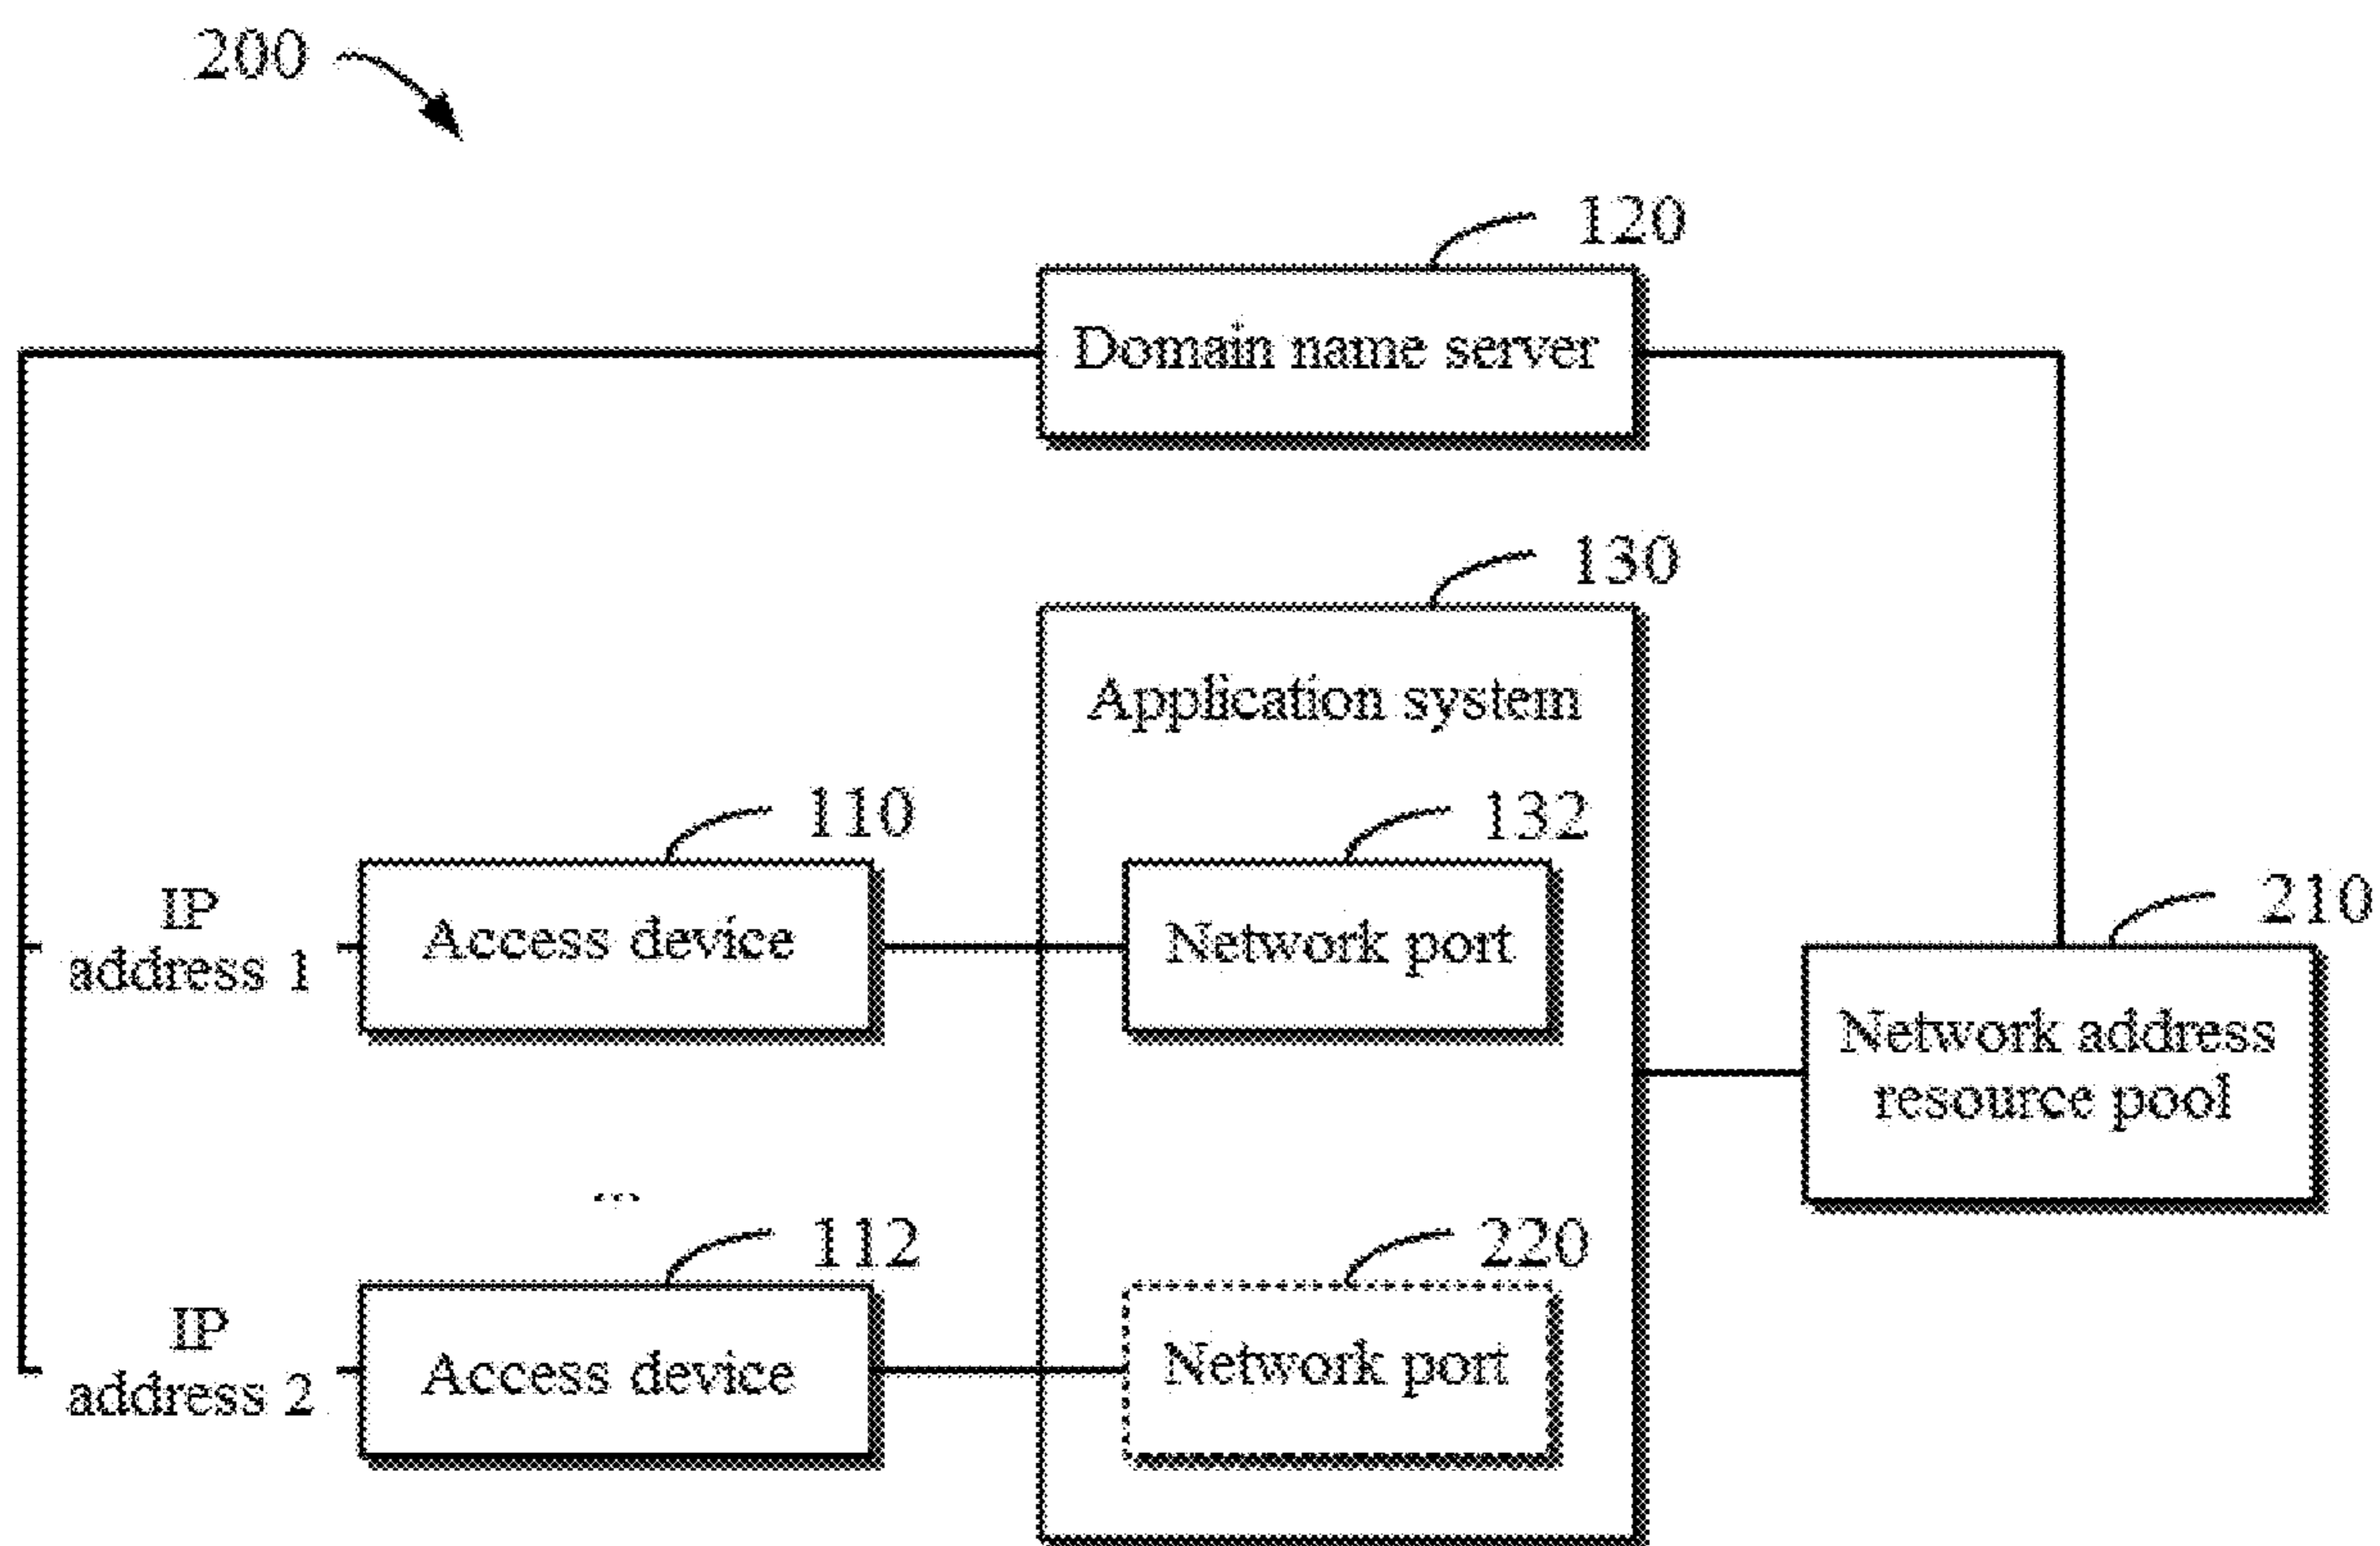 200
120
Domain name server
130
Application system
110
132
210
IP
address 1
Access device
Network port
Network address
resource pool
...
112
220
IP
address 2
Access device
Network port